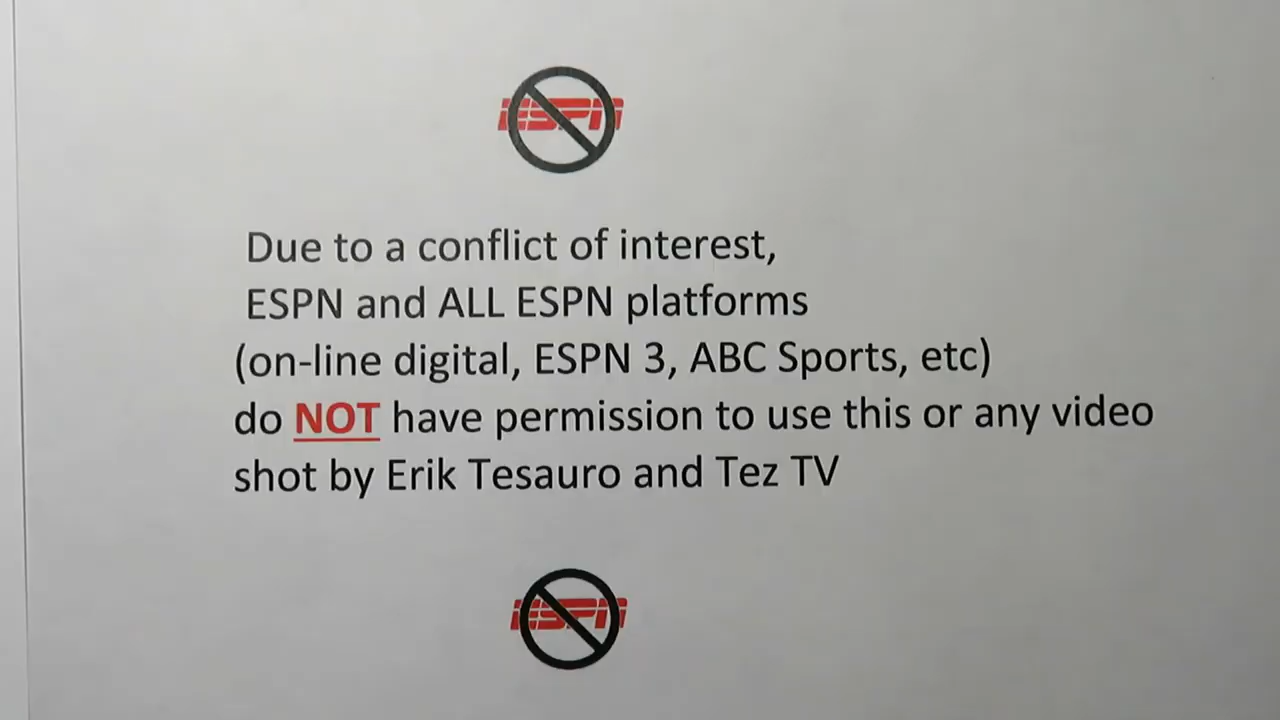 ESPN
Due to a conflict of interest,
ESPN and ALL ESPN platforms
(on-line digital, ESPN 3, ABC Sports, etc)
do NOT have permission to use this or any video
shot by Erik Tesauro and Tez TV
ESPN